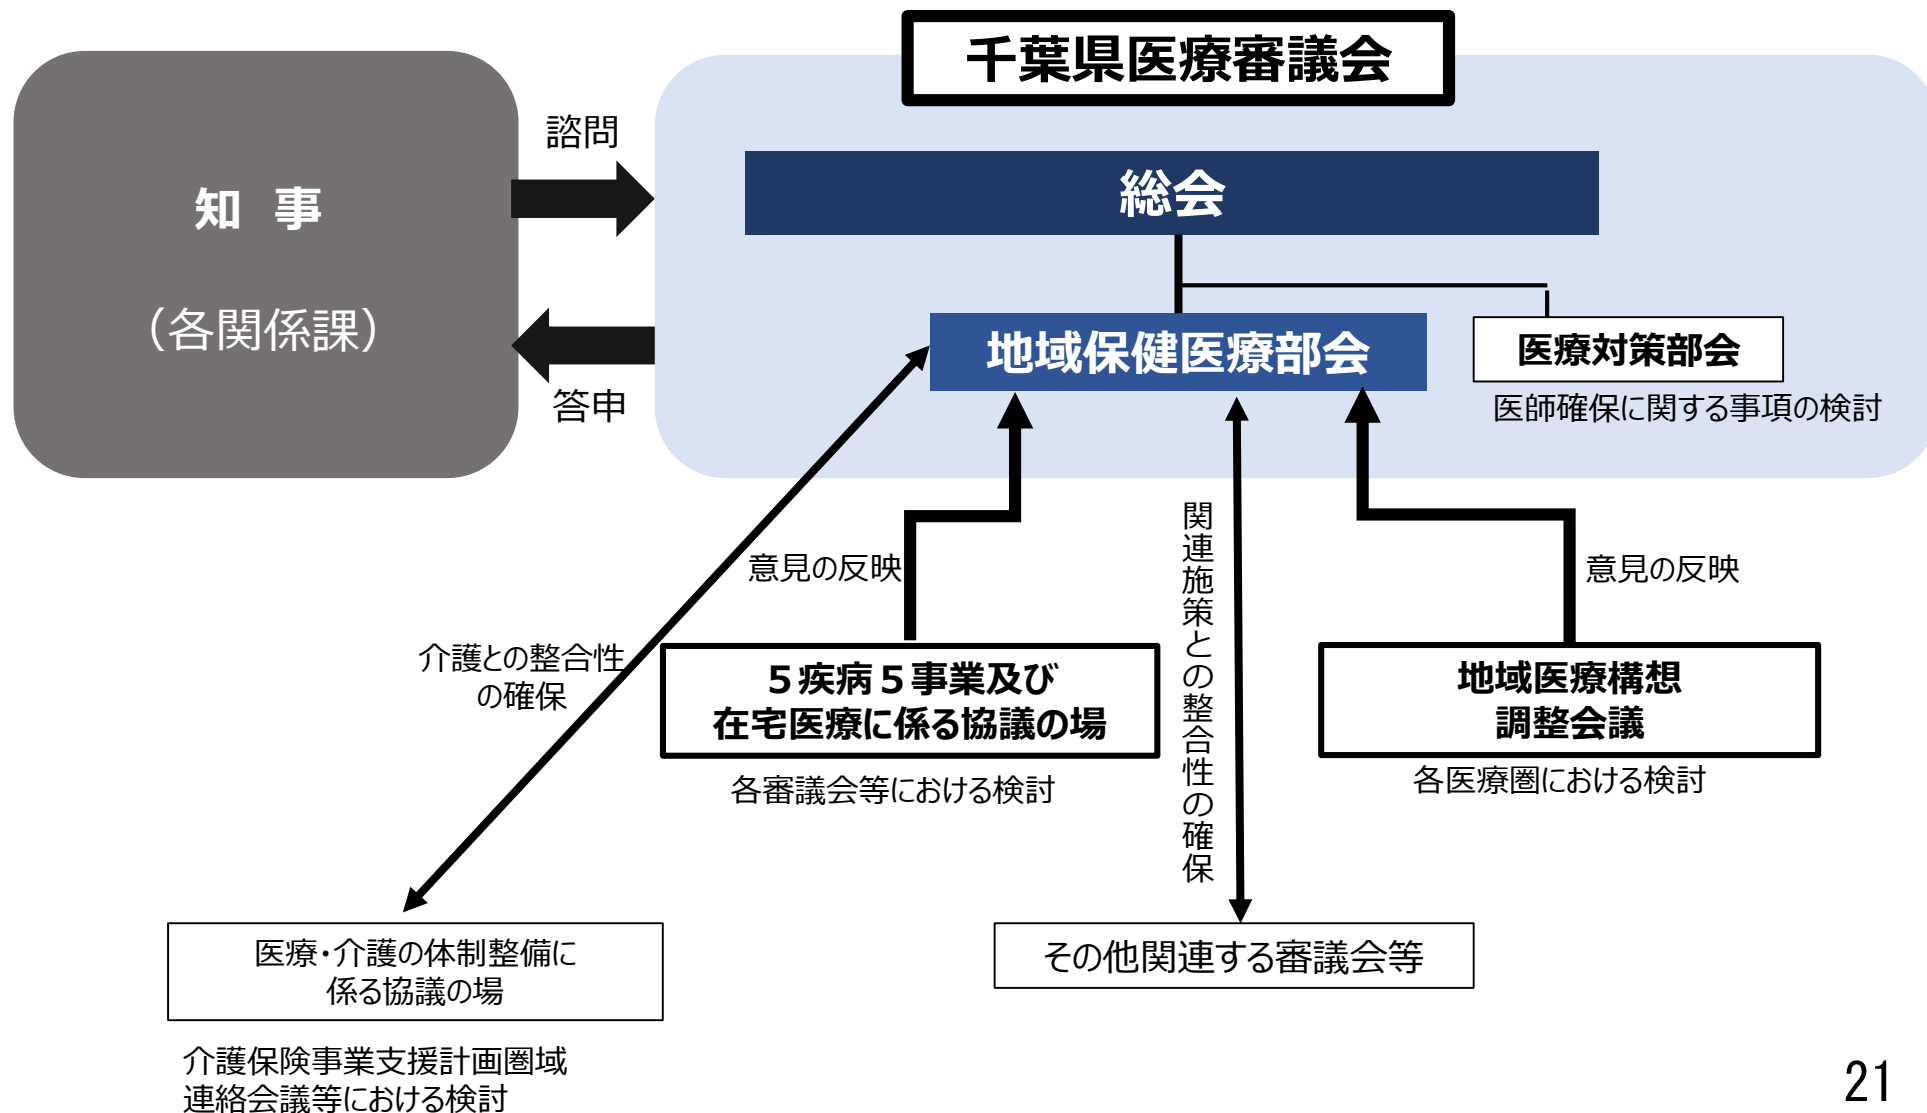 千葉県医療審議会
知　事
（各関係課）
諮問
答申
総会
地域保健医療部会
医療対策部会
医師確保に関する事項の検討
意見の反映
関連施策との整合性の確保
意見の反映
介護との整合性
の確保
５疾病５事業及び
在宅医療に係る協議の場
各審議会等における検討
地域医療構想
調整会議
各医療圏における検討
医療・介護の体制整備に
係る協議の場
介護保険事業支援計画圏域
連絡会議等における検討
その他関連する審議会等
21